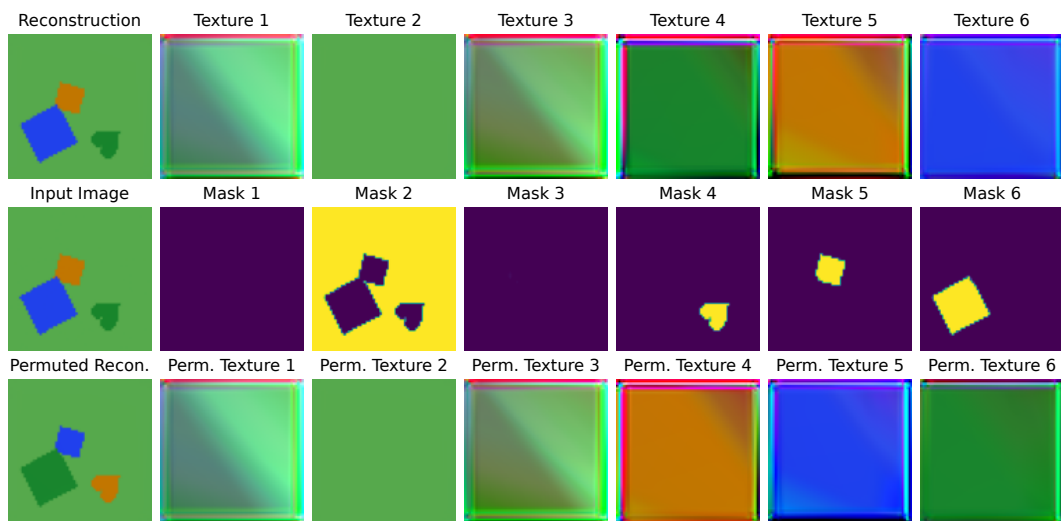 Reconstruction Texture 1 Texture 2 Texture 3 Texture 4 Texture 5 Texture 6
Input Image Mask 1 Mask 2 Mask 3 Mask 4 Mask 5 Mask 6
Permuted Recon. Perm. Texture 1 Perm. Texture 2 Perm. Texture 3 Perm. Texture 4 Perm. Texture 5 Perm. Texture 6